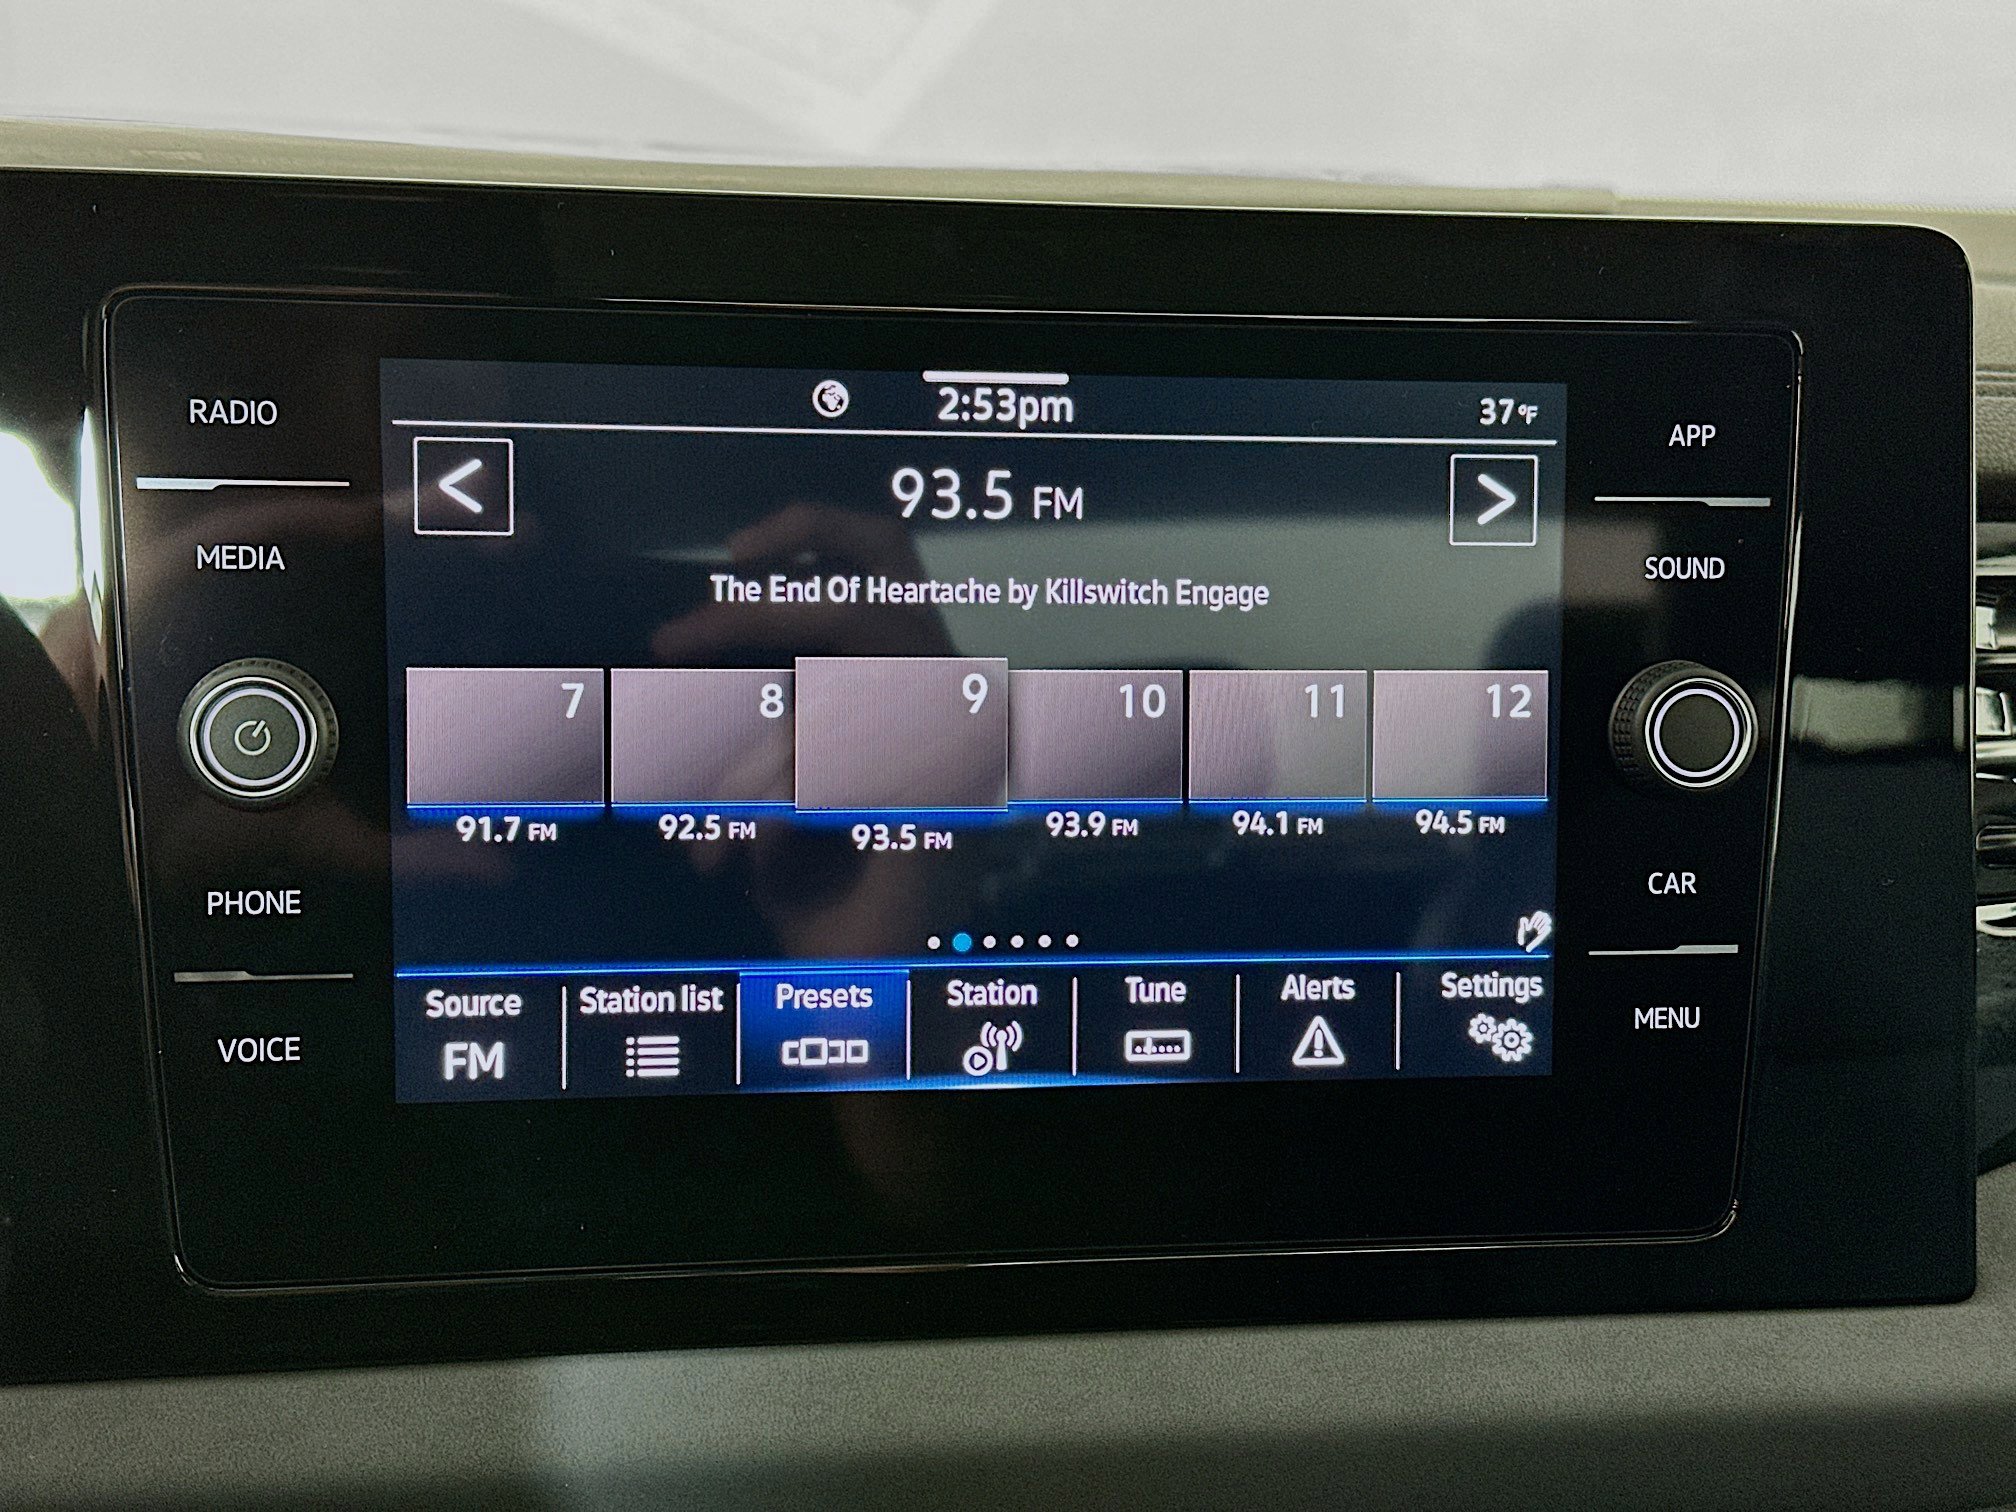 RADIO
MEDIA
PHONE
VOICE
2:53pm
37°F
<
93.5 FM
>
The End Of Heartache by Killswitch Engage
7 8 9 10 11 12
91.7 FM 92.5 FM 93.5 FM 93.9 FM 94.1 FM 94.5 FM
Source Station list Presets Station Tune Alerts Settings
FM
APP
SOUND
CAR
MENU